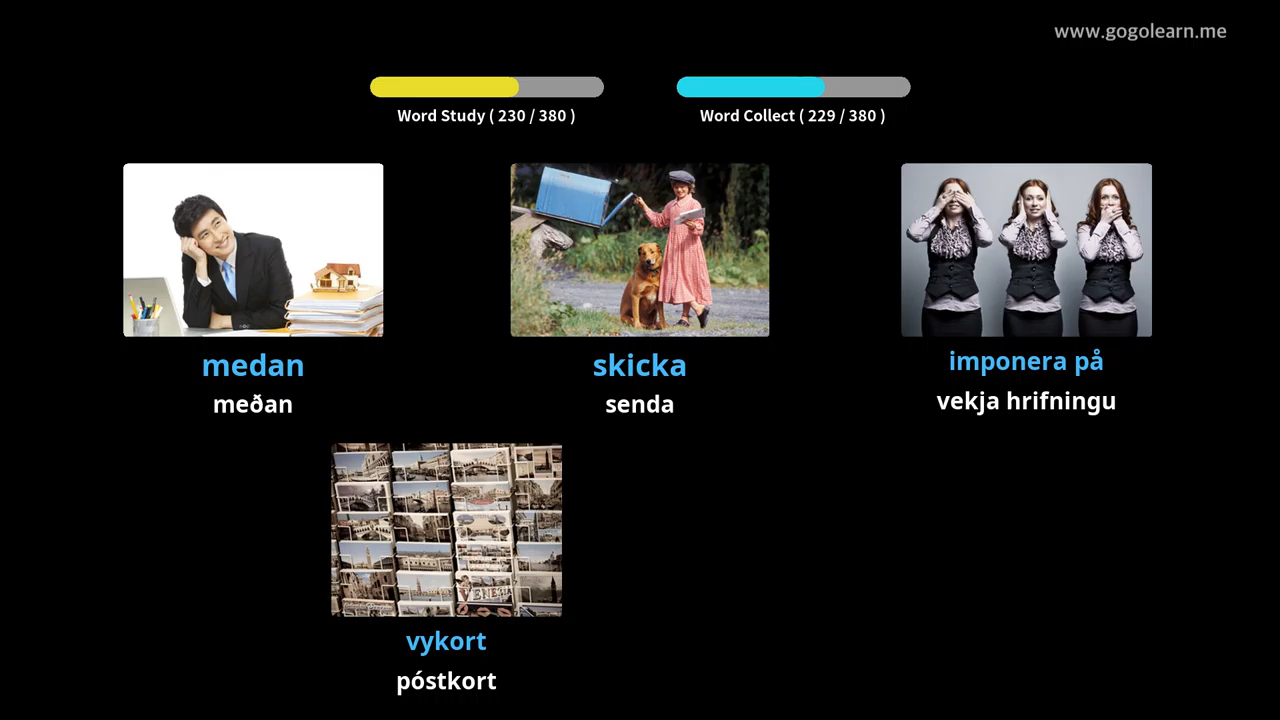 www.gogolearn.me
Word Study ( 230 / 380 )
Word Collect ( 229 / 380 )
medan
meðan
skicka
senda
imponera på
vekja hrifningu
vykort
póstkort